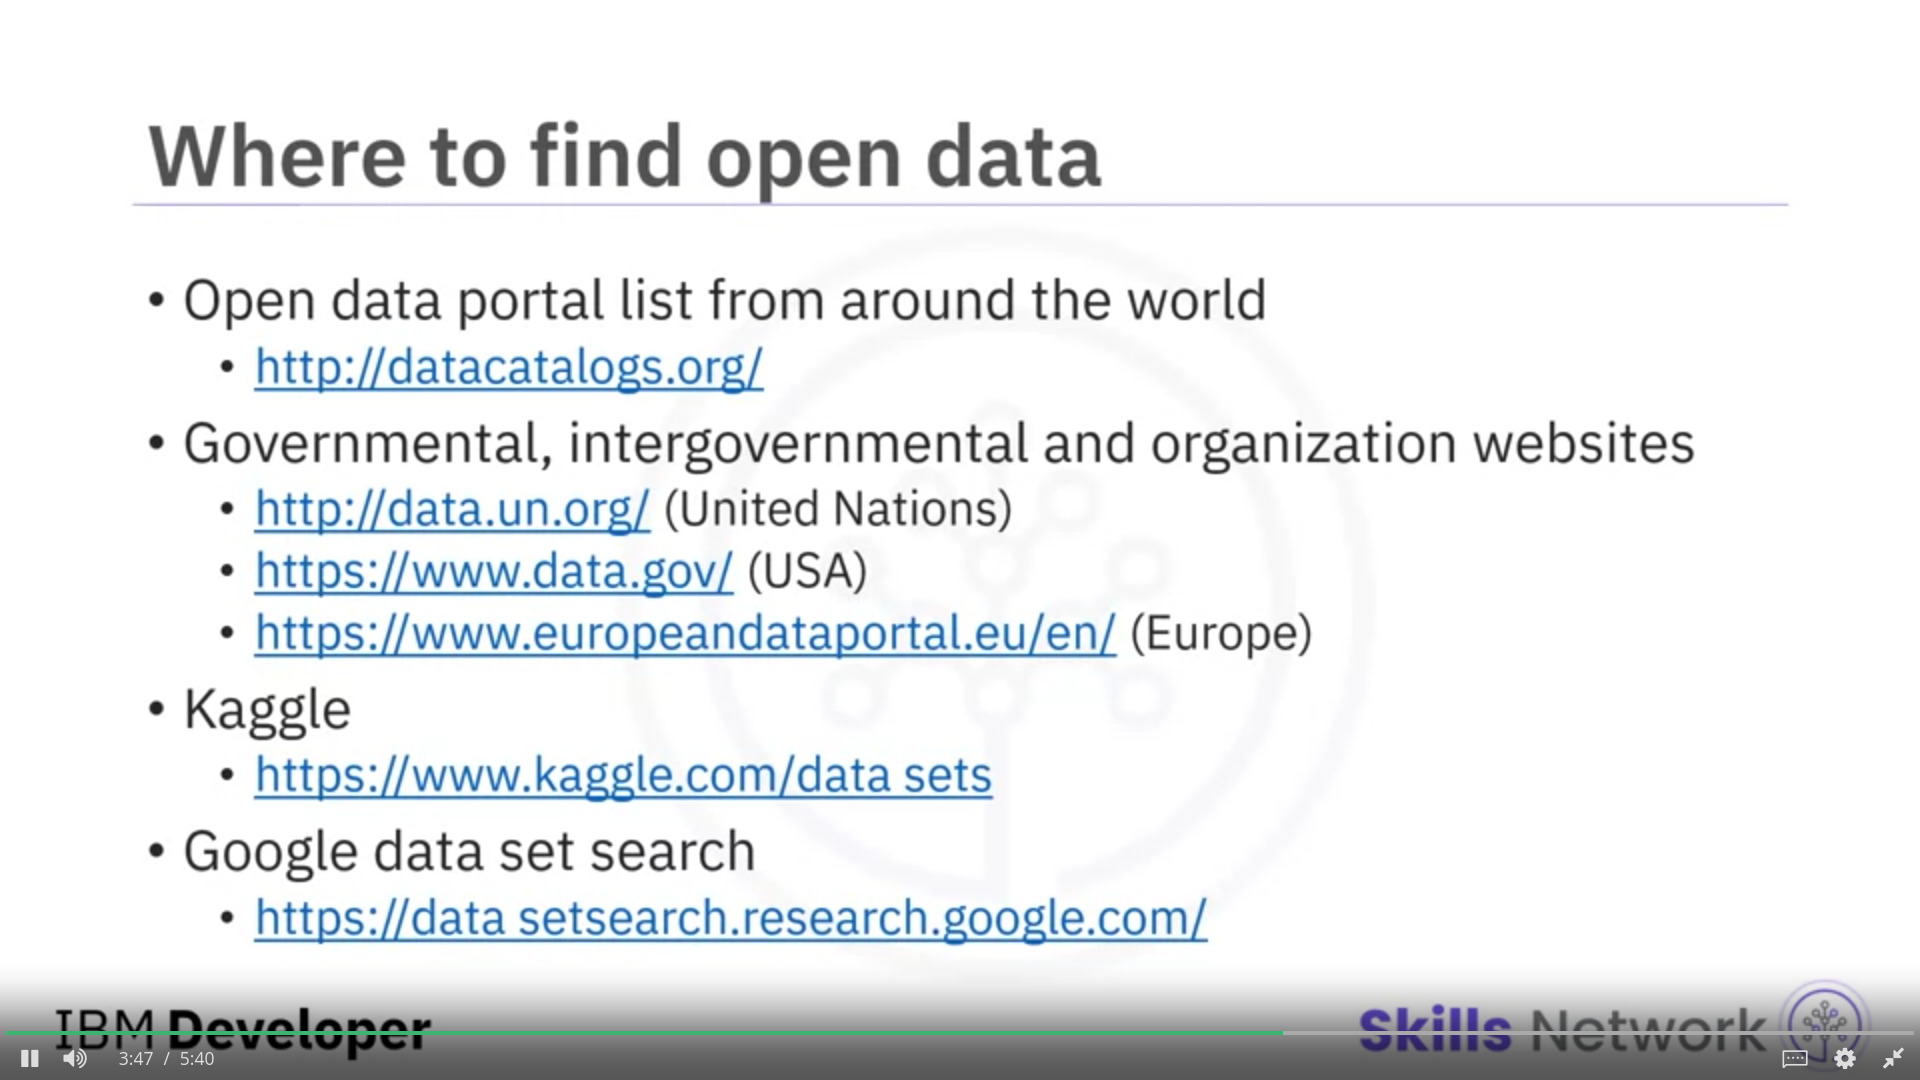 Where to find open data
• Open data portal list from around the world
• http://datacatalogs.org/
• Governmental, intergovernmental and organization websites
• http://data.un.org/ (United Nations)
• https://www.data.gov/ (USA)
• https://www.europeandataportal.eu/en/ (Europe)
• Kaggle
• https://www.kaggle.com/data sets
• Google data set search
• https://data setsearch.research.google.com/
IBM Developer
Skills Network
3:47 / 5:40